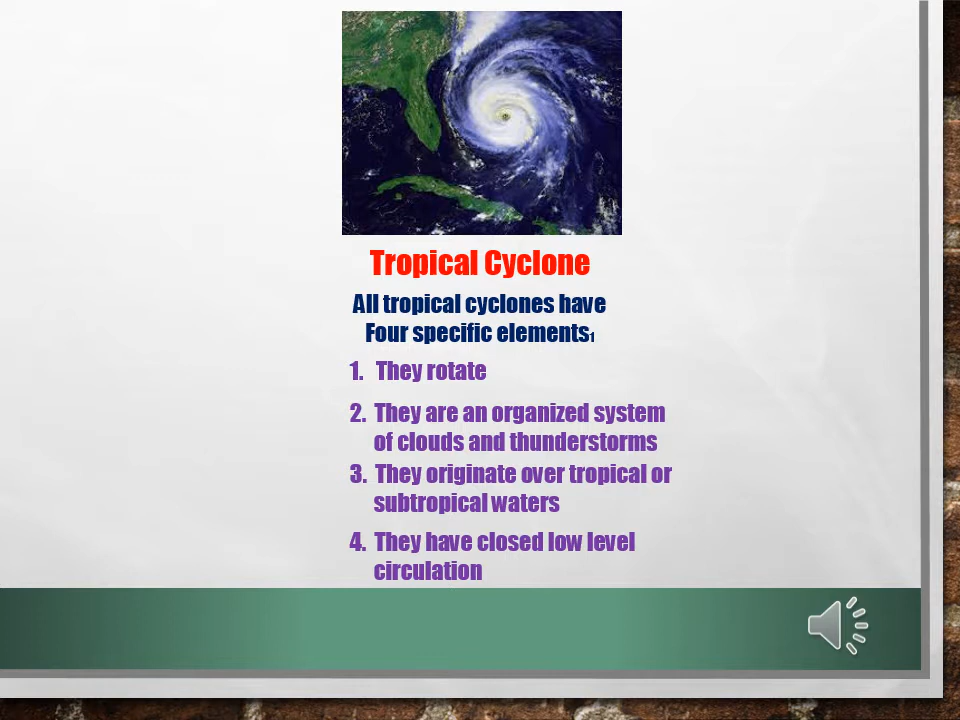 Tropical Cyclone
All tropical cyclones have
Four specific elements1
1. They rotate
2. They are an organized system
of clouds and thunderstorms
3. They originate over tropical or
subtropical waters
4. They have closed low level
circulation